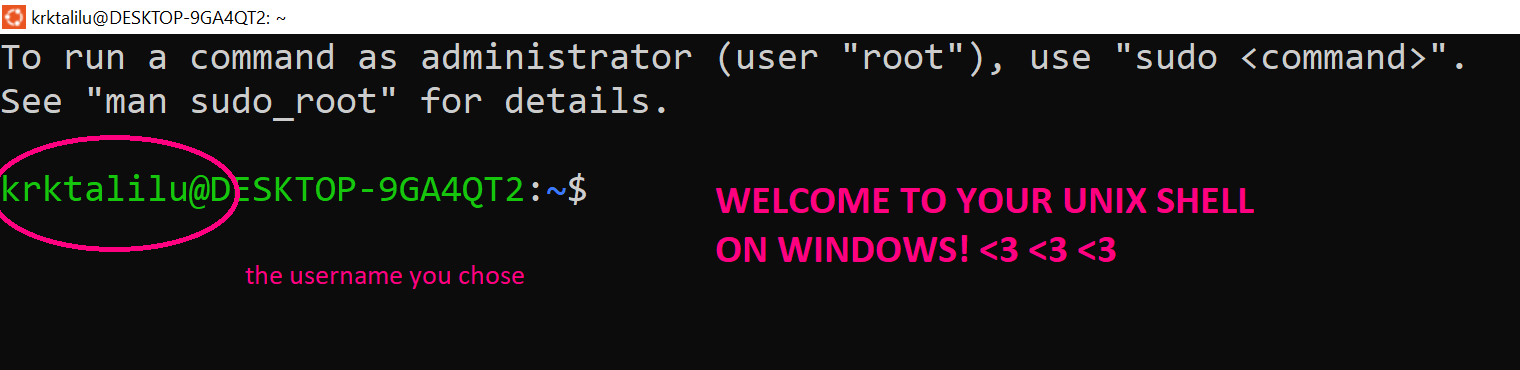 krktalilu@DESKTOP-9GA4QT2: ~
To run a command as administrator (user "root"), use "sudo <command>".
See "man sudo_root" for details.
krktalilu@DESKTOP-9GA4QT2:~$
WELCOME TO YOUR UNIX SHELL
ON WINDOWS! <3 <3 <3
the username you chose